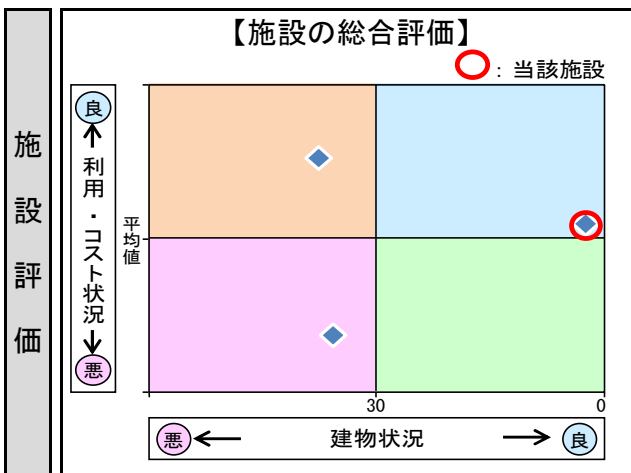 施設評価
【施設の総合評価】
：当該施設
良
利用・コスト状況
悪
平均値
30
0
悪
建物状況
良